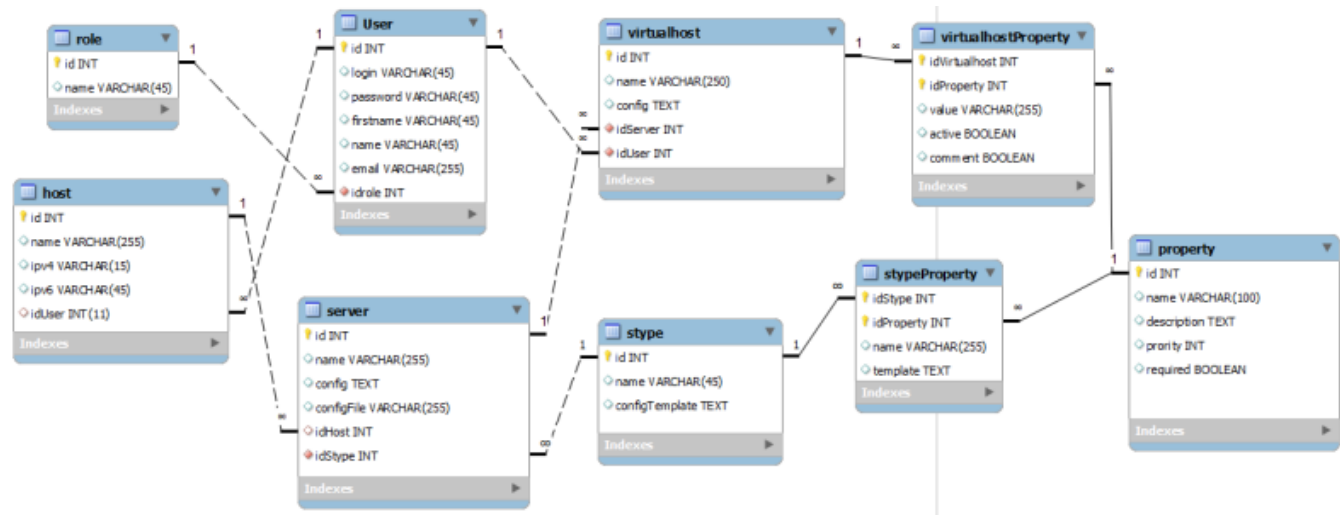 role
id INT
name VARCHAR(45)
Indexes
1
User
id INT
login VARCHAR(45)
password VARCHAR(45)
firstname VARCHAR(45)
name VARCHAR(45)
email VARCHAR(255)
idrole INT
Indexes
1
1
∞
virtualhost
id INT
name VARCHAR(250)
config TEXT
idServer INT
idUser INT
Indexes
∞
∞
1
virtualhostProperty
idVirtualhost INT
idProperty INT
value VARCHAR(255)
active BOOLEAN
comment BOOLEAN
Indexes
∞
∞
host
id INT
name VARCHAR(255)
ipv4 VARCHAR(15)
ipv6 VARCHAR(45)
idUser INT(11)
Indexes
1
∞
server
id INT
name VARCHAR(255)
config TEXT
configFile VARCHAR(255)
idHost INT
idStype INT
Indexes
1
∞
∞
stype
id INT
name VARCHAR(45)
configTemplate TEXT
Indexes
1
1
stypeProperty
idStype INT
idProperty INT
name VARCHAR(255)
template TEXT
Indexes
∞
∞
property
id INT
name VARCHAR(100)
description TEXT
prority INT
required BOOLEAN
Indexes
1